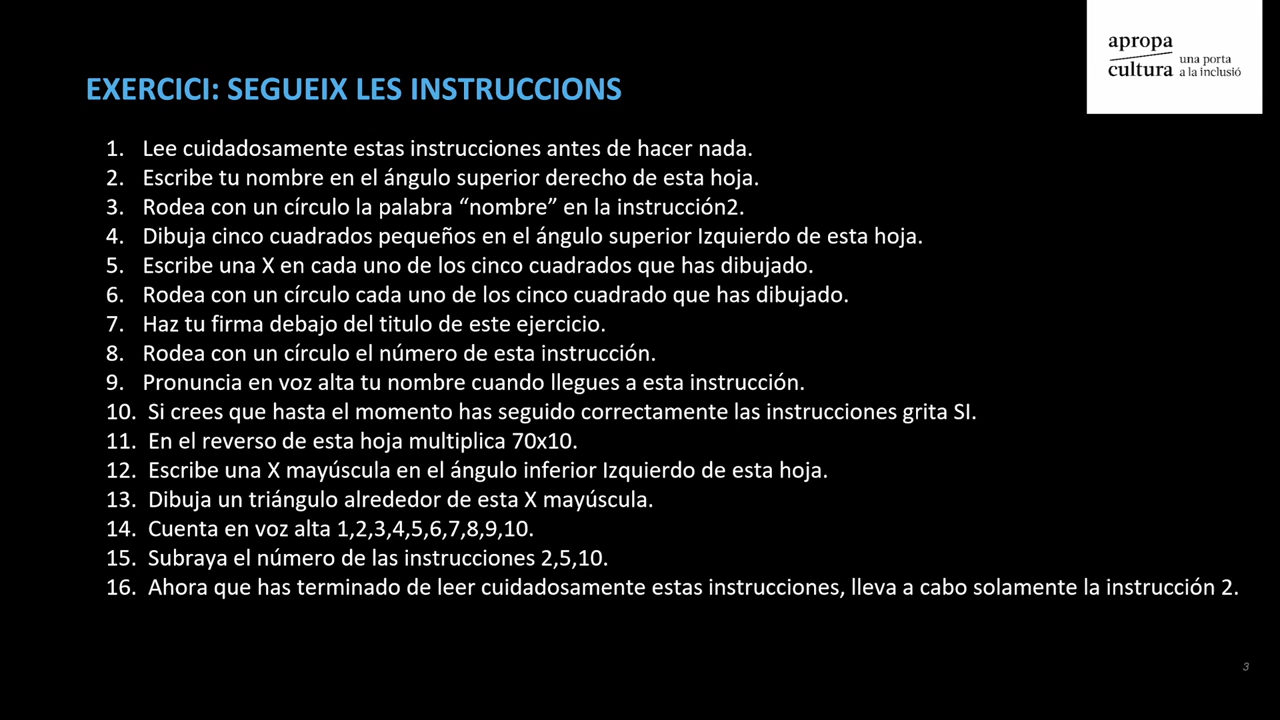 apropa
cultura una porta a la inclusió
EXERCICI: SEGUEIX LES INSTRUCCIONS
1. Lee cuidadosamente estas instrucciones antes de hacer nada.
2. Escribe tu nombre en el ángulo superior derecho de esta hoja.
3. Rodea con un círculo la palabra “nombre” en la instrucción2.
4. Dibuja cinco cuadrados pequeños en el ángulo superior Izquierdo de esta hoja.
5. Escribe una X en cada uno de los cinco cuadrados que has dibujado.
6. Rodea con un círculo cada uno de los cinco cuadrado que has dibujado.
7. Haz tu firma debajo del titulo de este ejercicio.
8. Rodea con un círculo el número de esta instrucción.
9. Pronuncia en voz alta tu nombre cuando llegues a esta instrucción.
10. Si crees que hasta el momento has seguido correctamente las instrucciones grita SI.
11. En el reverso de esta hoja multiplica 70x10.
12. Escribe una X mayúscula en el ángulo inferior Izquierdo de esta hoja.
13. Dibuja un triángulo alrededor de esta X mayúscula.
14. Cuenta en voz alta 1,2,3,4,5,6,7,8,9,10.
15. Subraya el número de las instrucciones 2,5,10.
16. Ahora que has terminado de leer cuidadosamente estas instrucciones, lleva a cabo solamente la instrucción 2.
3